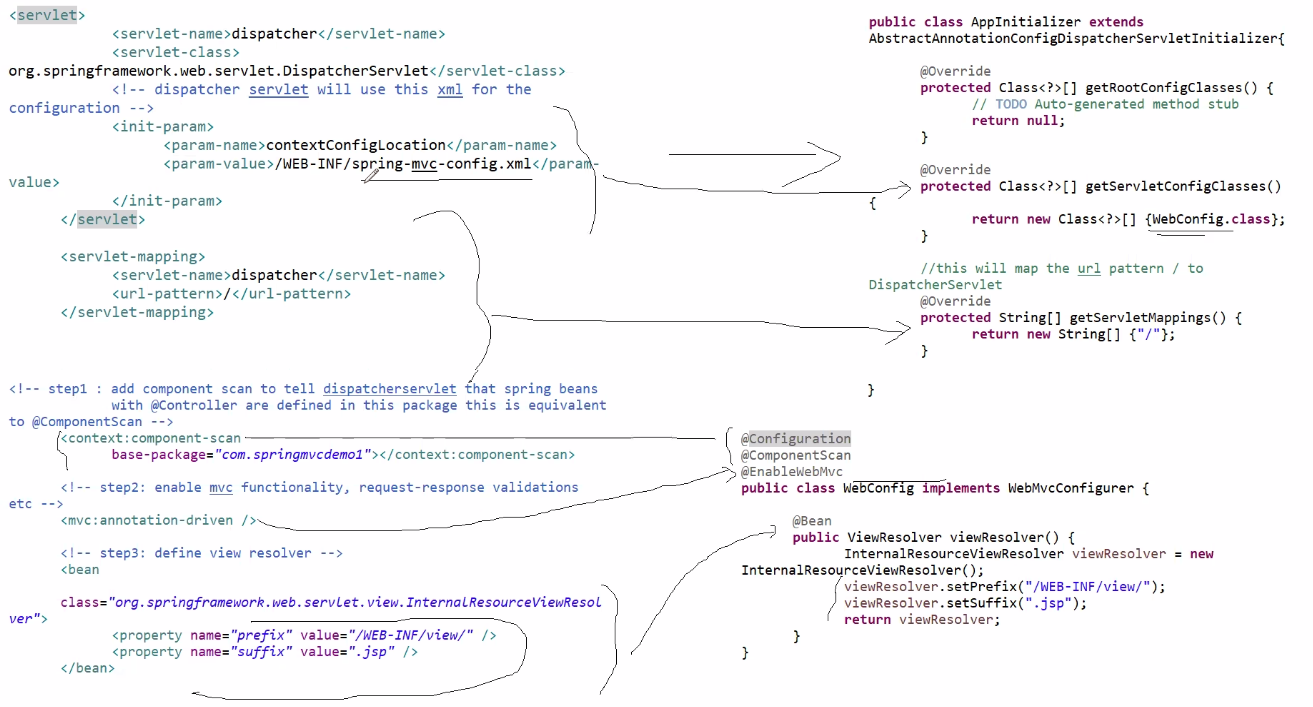 <servlet>
<servlet-name>dispatcher</servlet-name>
<servlet-class>
org.springframework.web.servlet.DispatcherServlet</servlet-class>
<!-- dispatcher servlet will use this xml for the
configuration -->
<init-param>
<param-name>contextConfigLocation</param-name>
<param-value>/WEB-INF/spring-mvc-config.xml</param-
value>
</init-param>
</servlet>
<servlet-mapping>
<servlet-name>dispatcher</servlet-name>
<url-pattern>/</url-pattern>
</servlet-mapping>
<!-- step1 : add component scan to tell dispatcherservlet that spring beans
with @Controller are defined in this package this is equivalent
to @ComponentScan -->
<context:component-scan
base-package="com.springmvcdemo1"></context:component-scan>
<!-- step2: enable mvc functionality, request-response validations
etc -->
<mvc:annotation-driven />
<!-- step3: define view resolver -->
<bean
class="org.springframework.web.servlet.view.InternalResourceViewResol
ver">
<property name="prefix" value="/WEB-INF/view/" />
<property name="suffix" value=".jsp" />
</bean>
public class AppInitializer extends
AbstractAnnotationConfigDispatcherServletInitializer{
@Override
protected Class<?>[] getRootConfigClasses() {
// TODO Auto-generated method stub
return null;
}
@Override
protected Class<?>[] getServletConfigClasses()
{
return new Class<?>[] {WebConfig.class};
}
//this will map the url pattern / to
DispatcherServlet
@Override
protected String[] getServletMappings() {
return new String[] {"/"};
}
}
@Configuration
@ComponentScan
@EnableWebMvc
public class WebConfig implements WebMvcConfigurer {
@Bean
public ViewResolver viewResolver() {
InternalResourceViewResolver viewResolver = new
InternalResourceViewResolver();
viewResolver.setPrefix("/WEB-INF/view/");
viewResolver.setSuffix(".jsp");
return viewResolver;
}
}